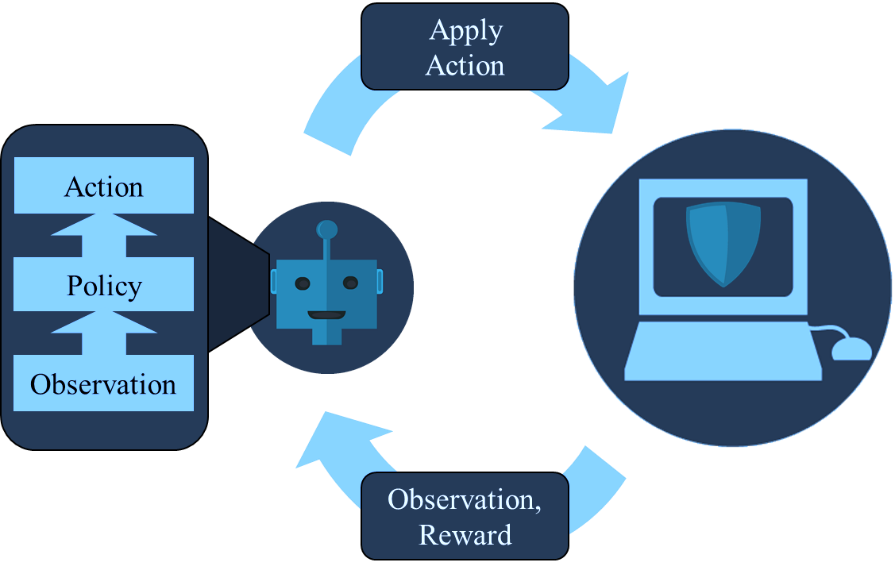 Apply
Action
Action
Policy
Observation
Observation,
Reward